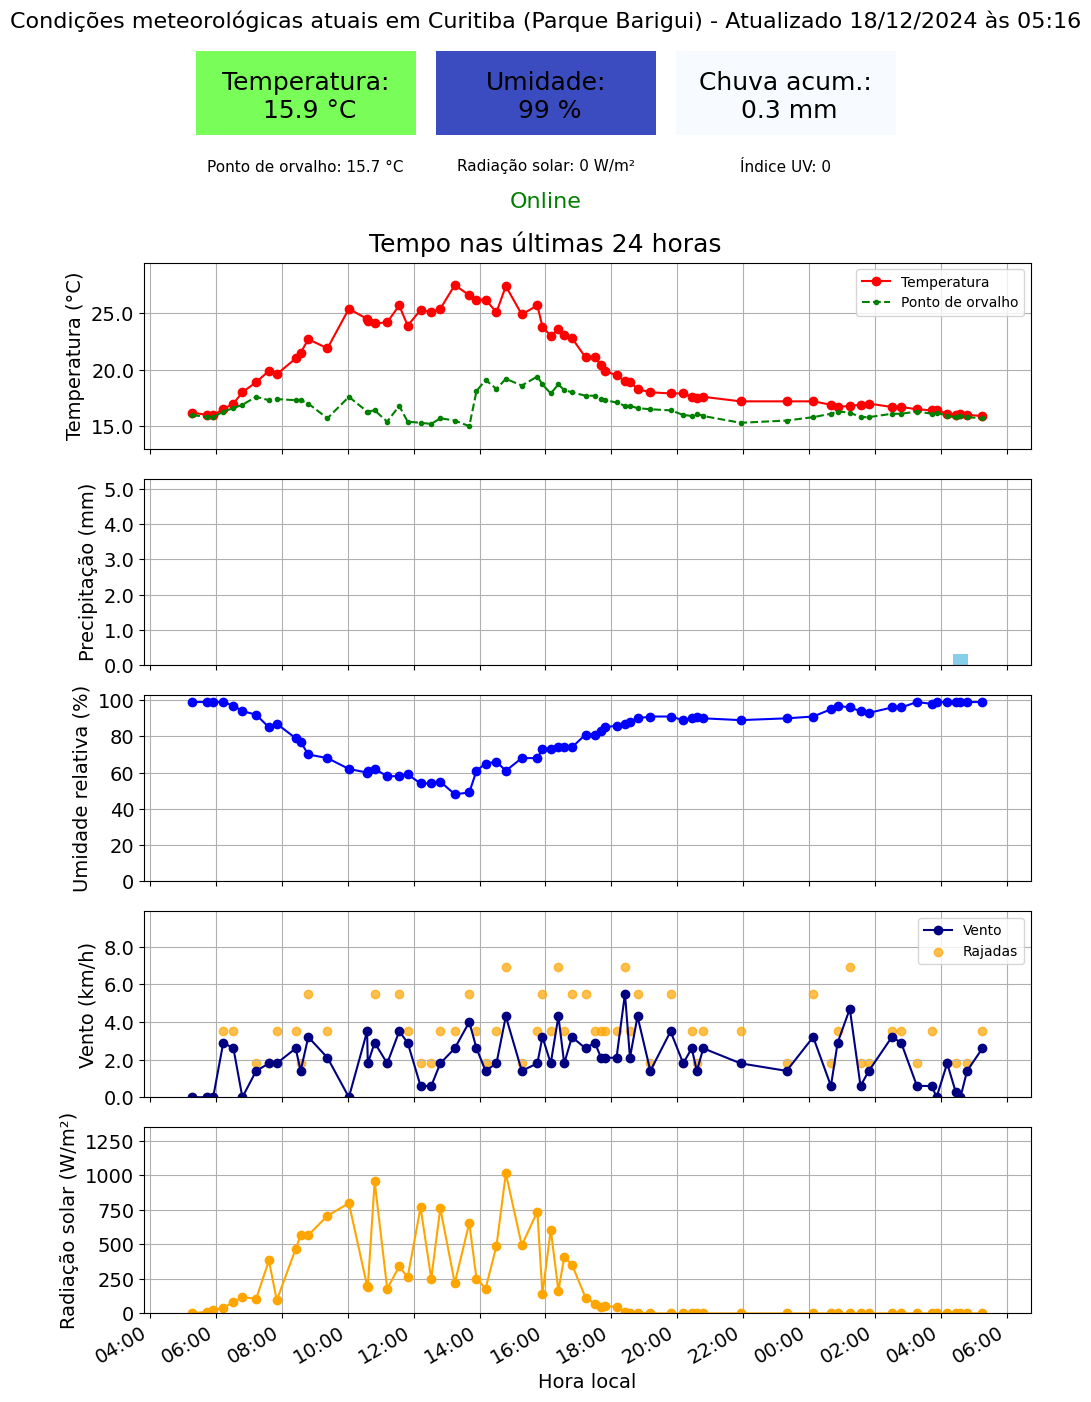 Condições meteorológicas atuais em Curitiba (Parque Barigui) - Atualizado 18/12/2024 às 05:16
Temperatura:
15.9 °C
Umidade:
99 %
Chuva acum.:
0.3 mm
Ponto de orvalho: 15.7 °C
Radiação solar: 0 W/m²
Índice UV: 0
Online
Tempo nas últimas 24 horas
Temperatura (°C)
25.0
20.0
15.0
Temperatura
Ponto de orvalho
Precipitação (mm)
5.0
4.0
3.0
2.0
1.0
0.0
Umidade relativa (%)
100
80
60
40
20
0
Vento (km/h)
8.0
6.0
4.0
2.0
0.0
Vento
Rajadas
Radiação solar (W/m²)
1250
1000
750
500
250
0
04:00
06:00
08:00
10:00
12:00
14:00
16:00
18:00
20:00
22:00
00:00
02:00
04:00
06:00
Hora local